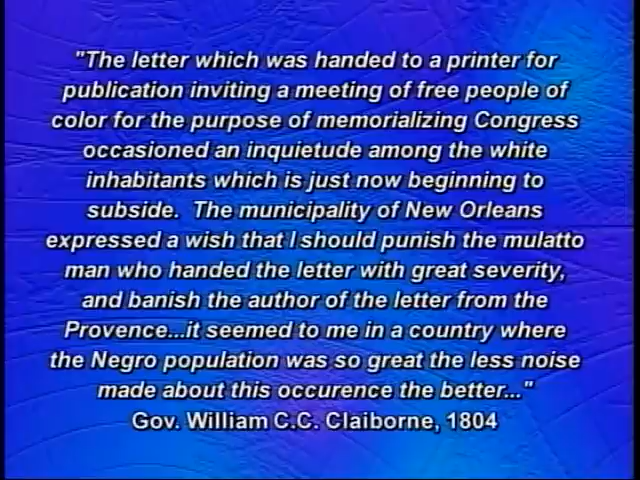 "The letter which was handed to a printer for
publication inviting a meeting of free people of
color for the purpose of memorializing Congress
occasioned an inquietude among the white
inhabitants which is just now beginning to
subside. The municipality of New Orleans
expressed a wish that I should punish the mulatto
man who handed the letter with great severity,
and banish the author of the letter from the
Provence...it seemed to me in a country where
the Negro population was so great the less noise
made about this occurence the better..."
Gov. William C.C. Claiborne, 1804